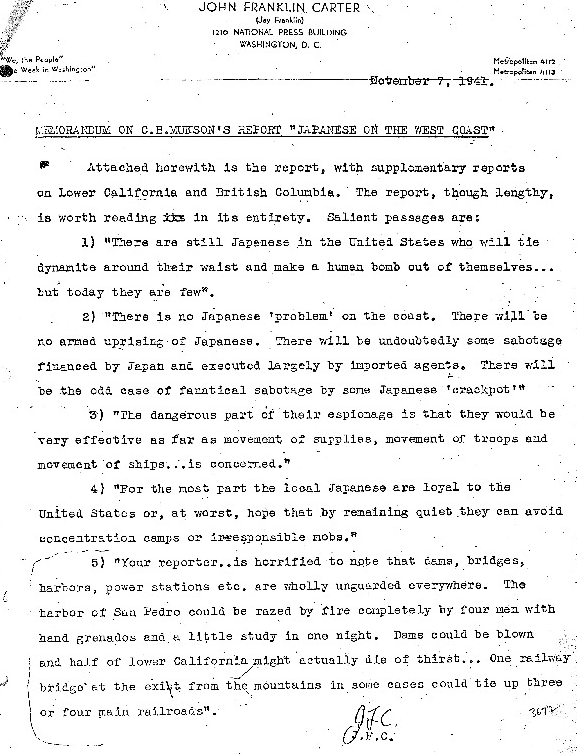 JOHN FRANKLIN CARTER
(Jay Franklin)
1210 NATIONAL PRESS BUILDING
WASHINGTON, D. C.
"We, the People"
e Week in Washington"
Metropolitan 4112
Metropolitan 4113
November 7, 1941.
MEMORANDUM ON C.B.MUNSON'S REPORT "JAPANESE ON THE WEST COAST"
Attached herewith is the report, with supplementary reports
on Lower California and British Columbia. The report, though lengthy,
is worth reading in its entirety. Salient passages are:
1) "There are still Japanese in the United States who will tie
dynamite around their waist and make a human bomb out of themselves...
but today they are few".
2) "There is no Japanese 'problem' on the coast. There will be
no armed uprising of Japanese. There will be undoubtedly some sabotage
financed by Japan and executed largely by imported agents. There will
be the odd case of fanatical sabotage by some Japanese 'crackpot'"
3) "The dangerous part of their espionage is that they would be
very effective as far as movement of supplies, movement of troops and
movement of ships...is concerned."
4) "For the most part the local Japanese are loyal to the
United States or, at worst, hope that by remaining quiet they can avoid
concentration camps or irresponsible mobs."
5) "Your reporter..is horrified to note that dams, bridges,
harbors, power stations etc. are wholly unguarded everywhere. The
harbor of San Pedro could be razed by fire completely by four men with
hand grenades and a little study in one night. Dams could be blown
and half of lower California might actually die of thirst... One railway
bridge at the exit from the mountains in some cases could tie up three
or four main railroads".
J.F.C.
J.F.C.